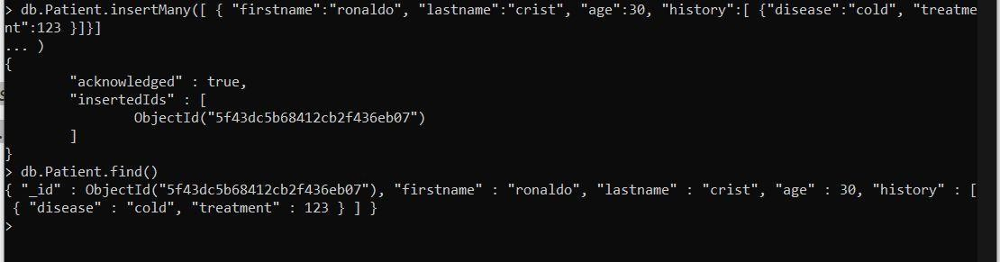 > db.Patient.insertMany([ { "firstname":"ronaldo", "lastname":"crist", "age":30, "history":[ {"disease":"cold", "treatme
nt":123 }]}]
... )
{
        "acknowledged" : true,
        "insertedIds" : [
                ObjectId("5f43dc5b68412cb2f436eb07")
        ]
}
> db.Patient.find()
{ "_id" : ObjectId("5f43dc5b68412cb2f436eb07"), "firstname" : "ronaldo", "lastname" : "crist", "age" : 30, "history" : [
 { "disease" : "cold", "treatment" : 123 } ] }
>